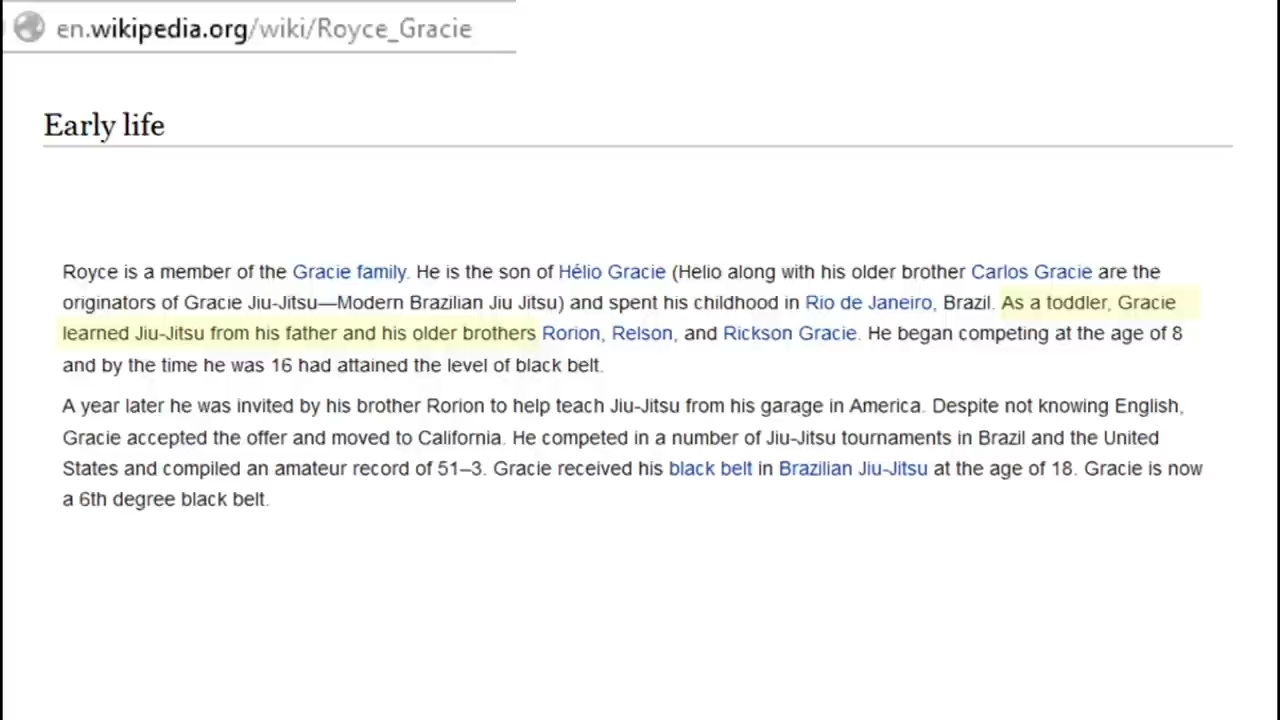 en.wikipedia.org/wiki/Royce_Gracie
Early life
Royce is a member of the Gracie family. He is the son of Hélio Gracie (Helio along with his older brother Carlos Gracie are the
originators of Gracie Jiu-Jitsu—Modern Brazilian Jiu Jitsu) and spent his childhood in Rio de Janeiro, Brazil. As a toddler, Gracie
learned Jiu-Jitsu from his father and his older brothers Rorion, Relson, and Rickson Gracie. He began competing at the age of 8
and by the time he was 16 had attained the level of black belt.
A year later he was invited by his brother Rorion to help teach Jiu-Jitsu from his garage in America. Despite not knowing English,
Gracie accepted the offer and moved to California. He competed in a number of Jiu-Jitsu tournaments in Brazil and the United
States and compiled an amateur record of 51–3. Gracie received his black belt in Brazilian Jiu-Jitsu at the age of 18. Gracie is now
a 6th degree black belt.